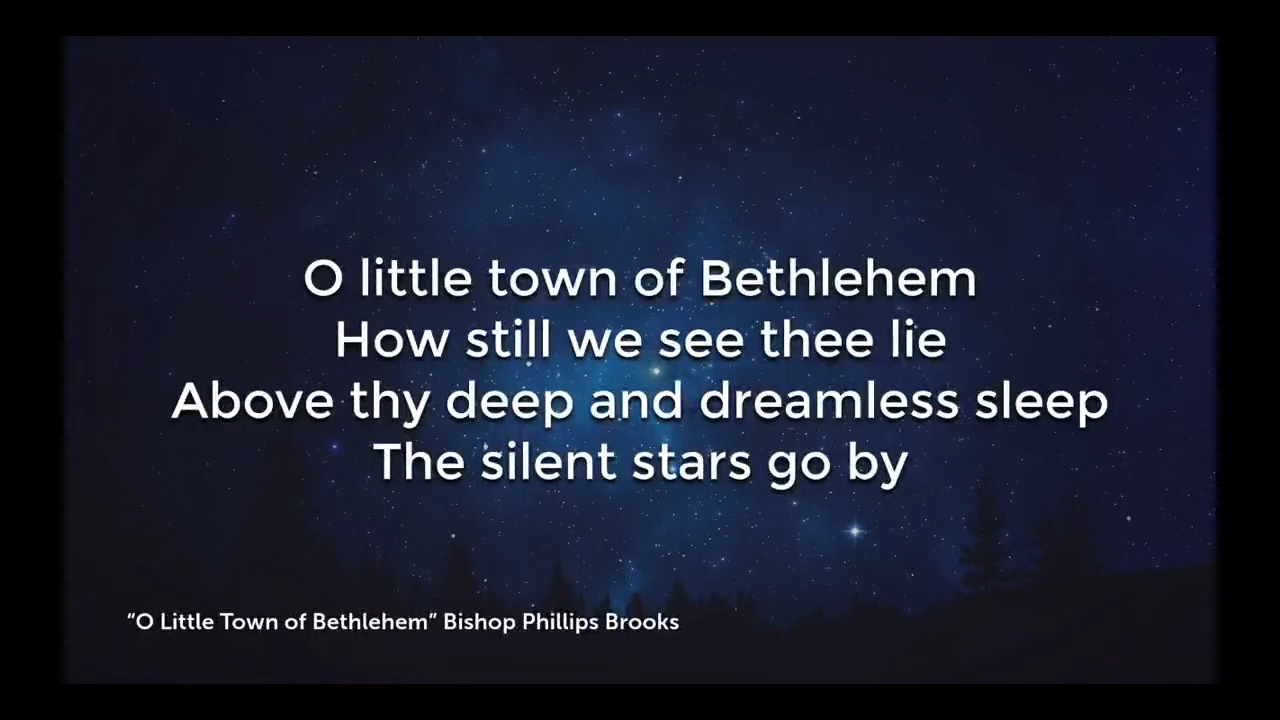 O little town of Bethlehem
How still we see thee lie
Above thy deep and dreamless sleep
The silent stars go by
“O Little Town of Bethlehem” Bishop Phillips Brooks